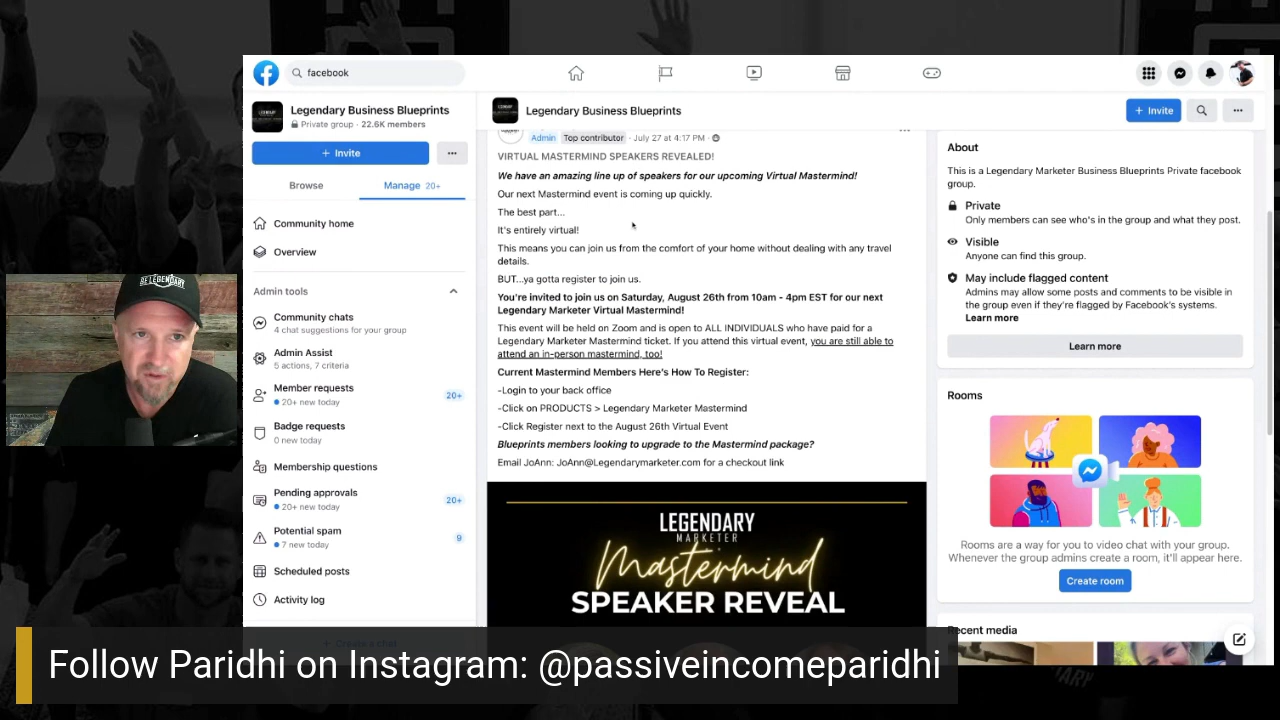 facebook
Legendary Business Blueprints
Private group · 22.6K members
+ Invite
Browse
Manage 20+
Community home
Overview
Admin tools
Community chats
4 chat suggestions for your group
Admin Assist
5 actions, 7 criteria
Member requests
20+ new today
20+
Badge requests
0 new today
Membership questions
Pending approvals
20+ new today
20+
Potential spam
7 new today
9
Scheduled posts
Activity log
Legendary Business Blueprints
+ Invite
Admin Top contributor · July 27 at 4:17 PM ·
VIRTUAL MASTERMIND SPEAKERS REVEALED!
We have an amazing line up of speakers for our upcoming Virtual Mastermind!
Our next Mastermind event is coming up quickly.
The best part...
It's entirely virtual!
This means you can join us from the comfort of your home without dealing with any travel
details.
BUT...ya gotta register to join us.
You're invited to join us on Saturday, August 26th from 10am - 4pm EST for our next
Legendary Marketer Virtual Mastermind!
This event will be held on Zoom and is open to ALL INDIVIDUALS who have paid for a
Legendary Marketer Mastermind ticket. If you attend this virtual event, you are still able to
attend an in-person mastermind, too!
Current Mastermind Members Here's How To Register:
-Login to your back office
-Click on PRODUCTS > Legendary Marketer Mastermind
-Click Register next to the August 26th Virtual Event
Blueprints members looking to upgrade to the Mastermind package?
Email JoAnn: JoAnn@Legendarymarketer.com for a checkout link
LEGENDARY
MARKETER
Mastermind
SPEAKER REVEAL
About
This is a Legendary Marketer Business Blueprints Private facebook
group.
Private
Only members can see who's in the group and what they post.
Visible
Anyone can find this group.
May include flagged content
Admins may allow some posts and comments to be visible in
the group even if they're flagged by Facebook's systems.
Learn more
Learn more
Rooms
Rooms are a way for you to video chat with your group.
Whenever the group admins create a room, it'll appear here.
Create room
Recent media
BE LEGENDARY
Follow Paridhi on Instagram: @passiveincomeparidhi